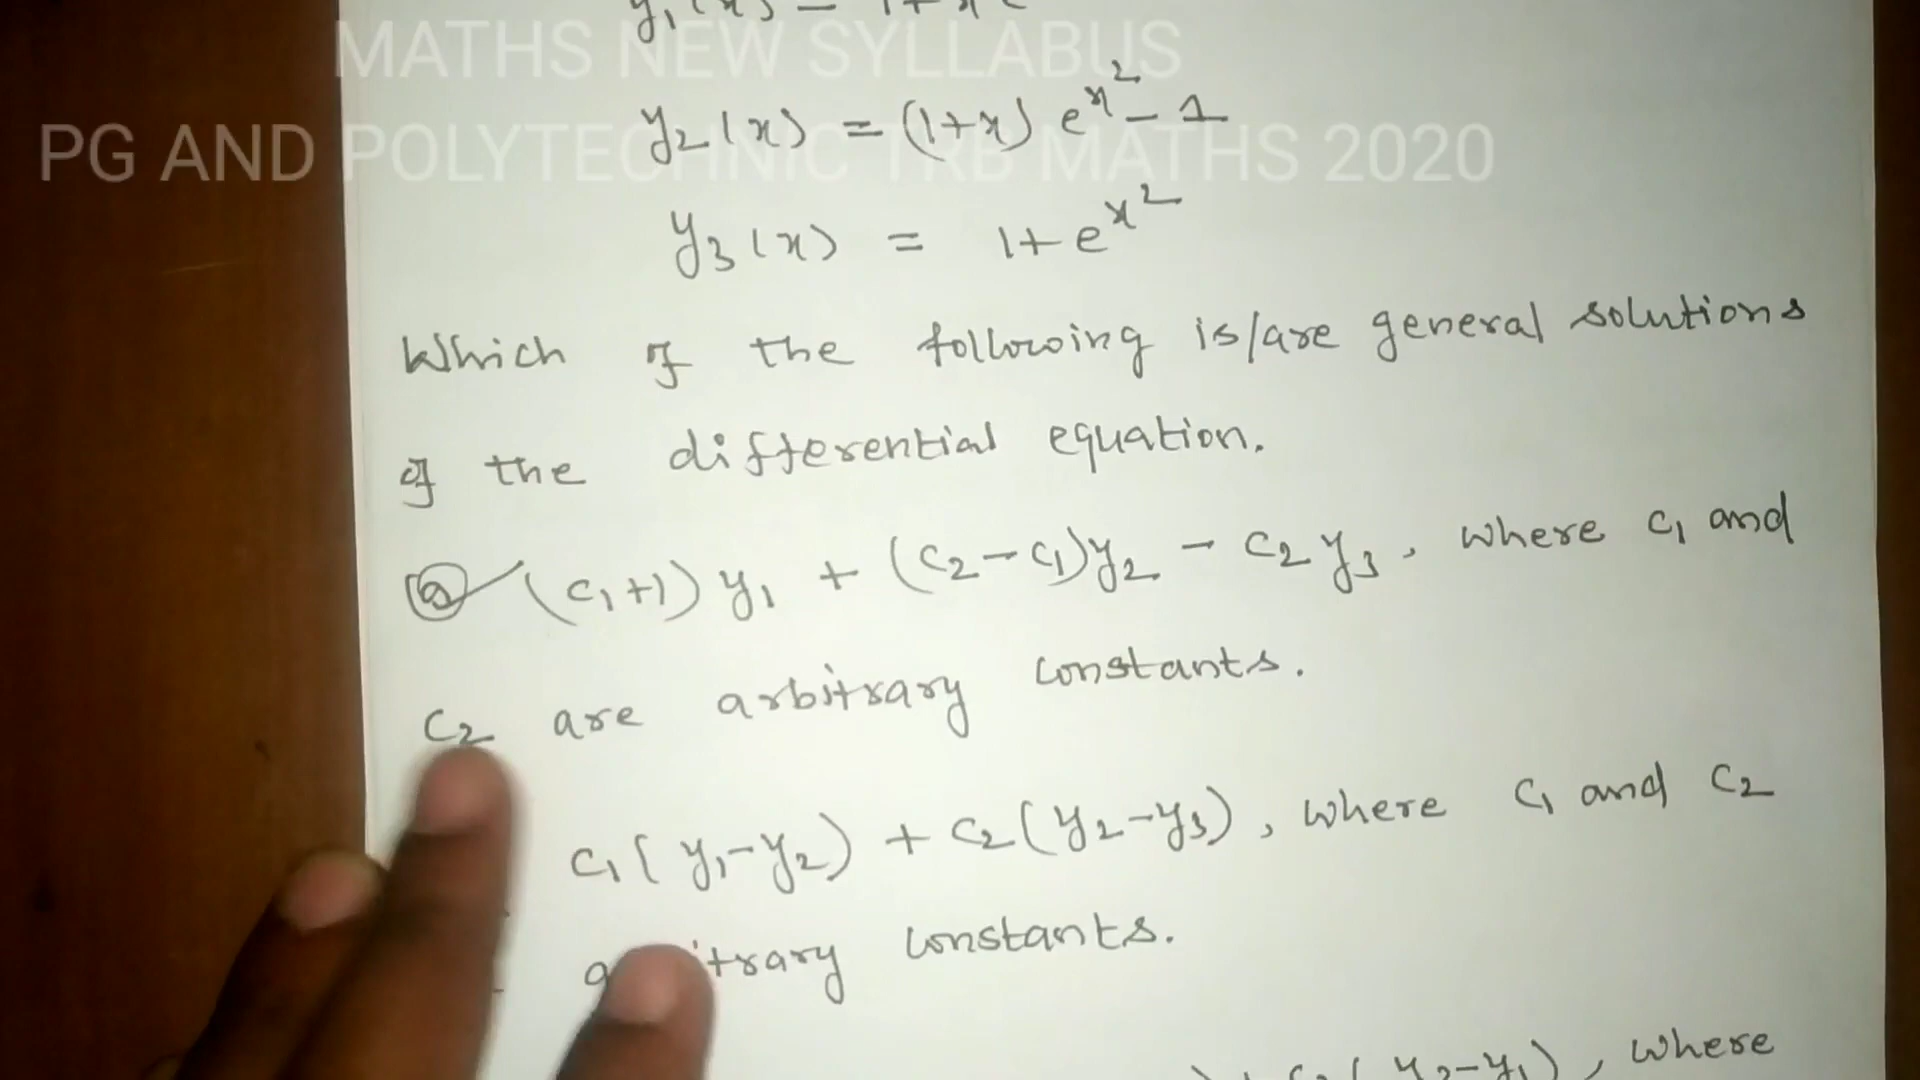 MATHS NEW SYLLABUS
PG AND POLYTECHNIC TRB MATHS 2020
y₂(x) = (1+x) e^{x²} - 1
y₃(x) = 1+e^{x²}
Which of the following is/are general solutions
of the differential equation.
(a) (c₁+1) y₁ + (c₂-c₁)y₂ - c₂y₃, where c₁ and
c₂ are arbitrary constants.
c₁(y₁-y₂) + c₂(y₂-y₃), where c₁ and c₂
constants.
, where